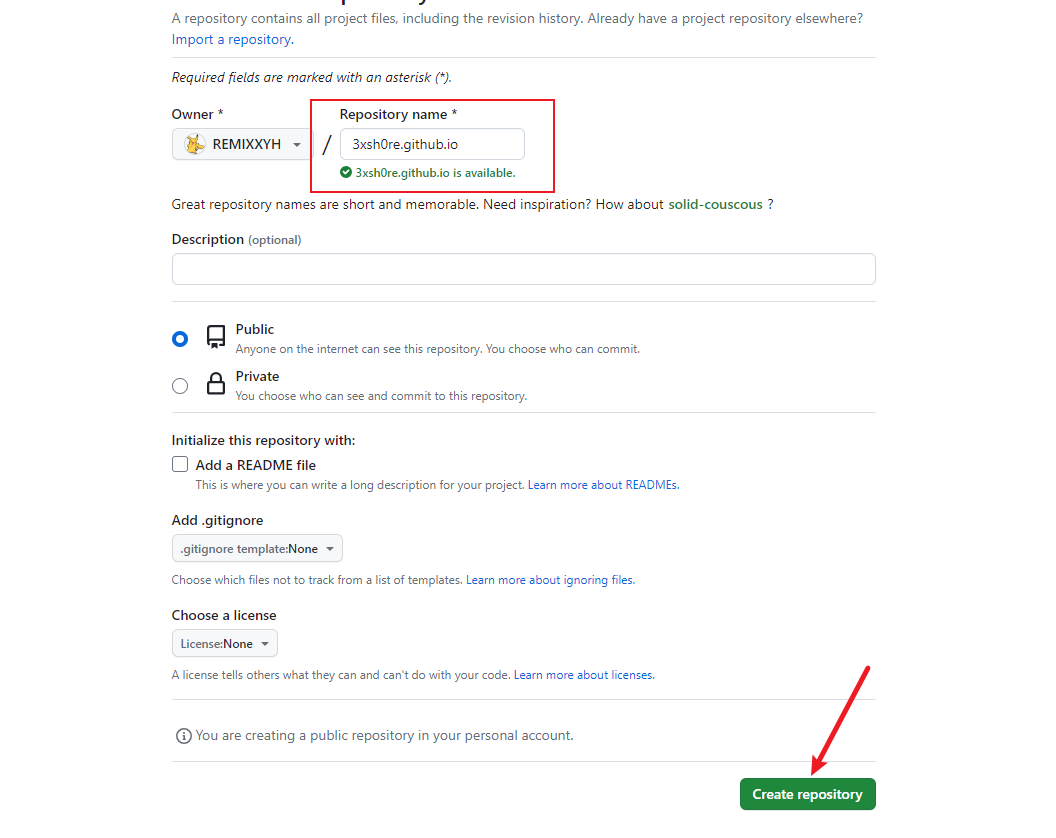 A repository contains all project files, including the revision history. Already have a project repository elsewhere?
Import a repository.
Required fields are marked with an asterisk (*).
Owner *
Repository name *
REMIXXYH
/
3xsh0re.github.io
3xsh0re.github.io is available.
Great repository names are short and memorable. Need inspiration? How about solid-couscous ?
Description (optional)
Public
Anyone on the internet can see this repository. You choose who can commit.
Private
You choose who can see and commit to this repository.
Initialize this repository with:
Add a README file
This is where you can write a long description for your project. Learn more about READMEs.
Add .gitignore
.gitignore template:None
Choose which files not to track from a list of templates. Learn more about ignoring files.
Choose a license
License:None
A license tells others what they can and can't do with your code. Learn more about licenses.
You are creating a public repository in your personal account.
Create repository